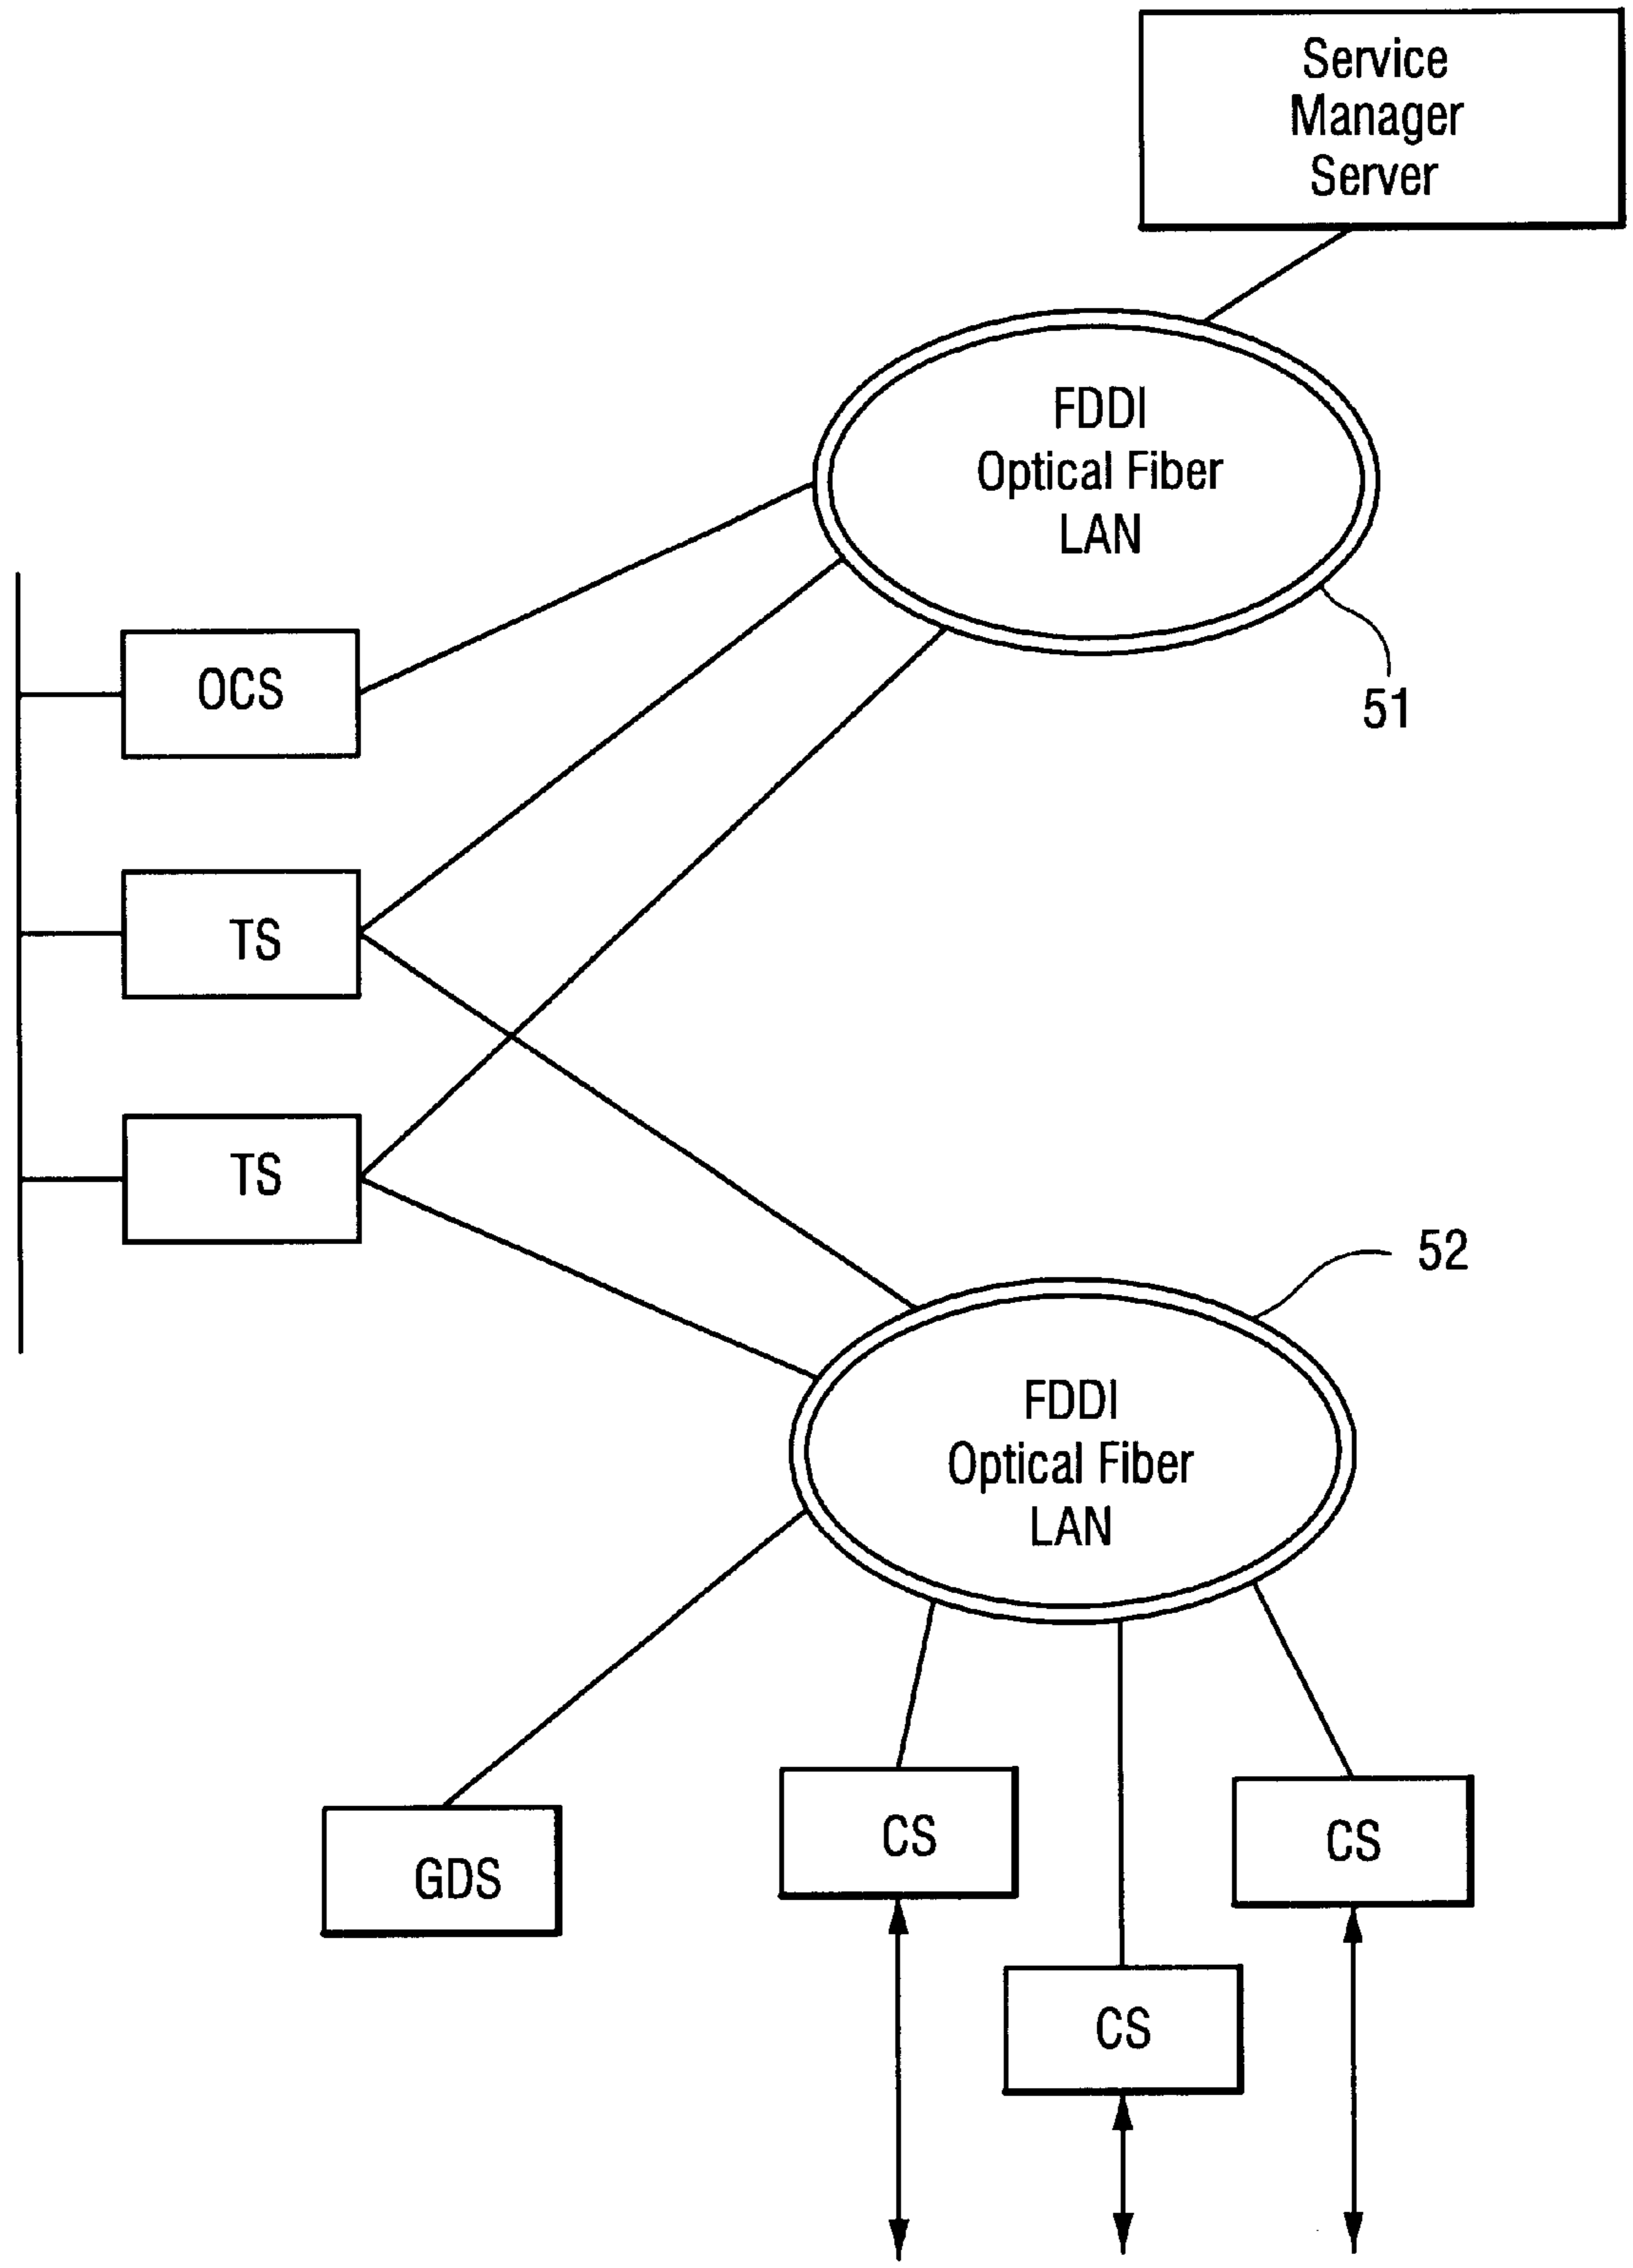 Service
Manager
Server
FDDI
Optical Fiber
LAN
51
OCS
TS
TS
52
FDDI
Optical Fiber
LAN
GDS
CS
CS
CS